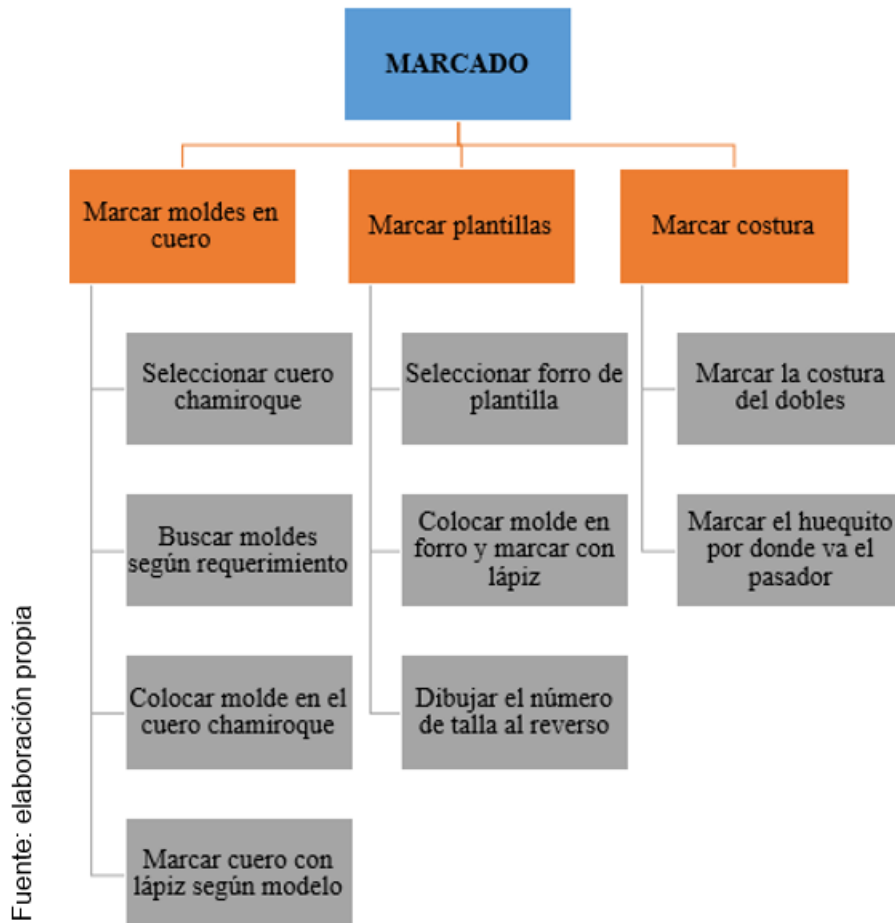 MARCADO
Marcar moldes en
cuero
Marcar plantillas
Marcar costura
Seleccionar cuero
chamiroque
Buscar moldes
según requerimiento
Colocar molde en el
cuero chamiroque
Marcar cuero con
lápiz según modelo
Seleccionar forro de
plantilla
Colocar molde en
forro y marcar con
lápiz
Dibujar el número
de talla al reverso
Marcar la costura
del dobles
Marcar el huequito
por donde va el
pasador
Fuente: elaboración propia